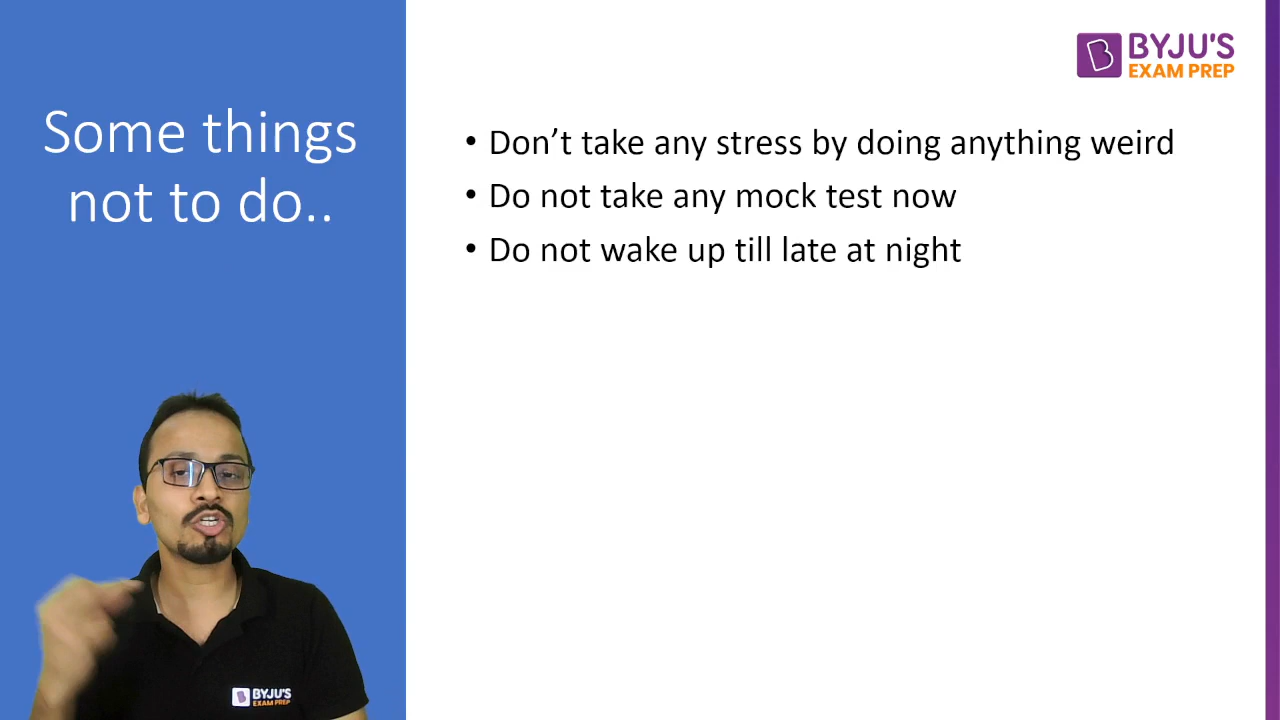 BYJU'S
EXAM PREP
Some things
not to do..
• Don’t take any stress by doing anything weird
• Do not take any mock test now
• Do not wake up till late at night
BYJU'S
EXAM PREP